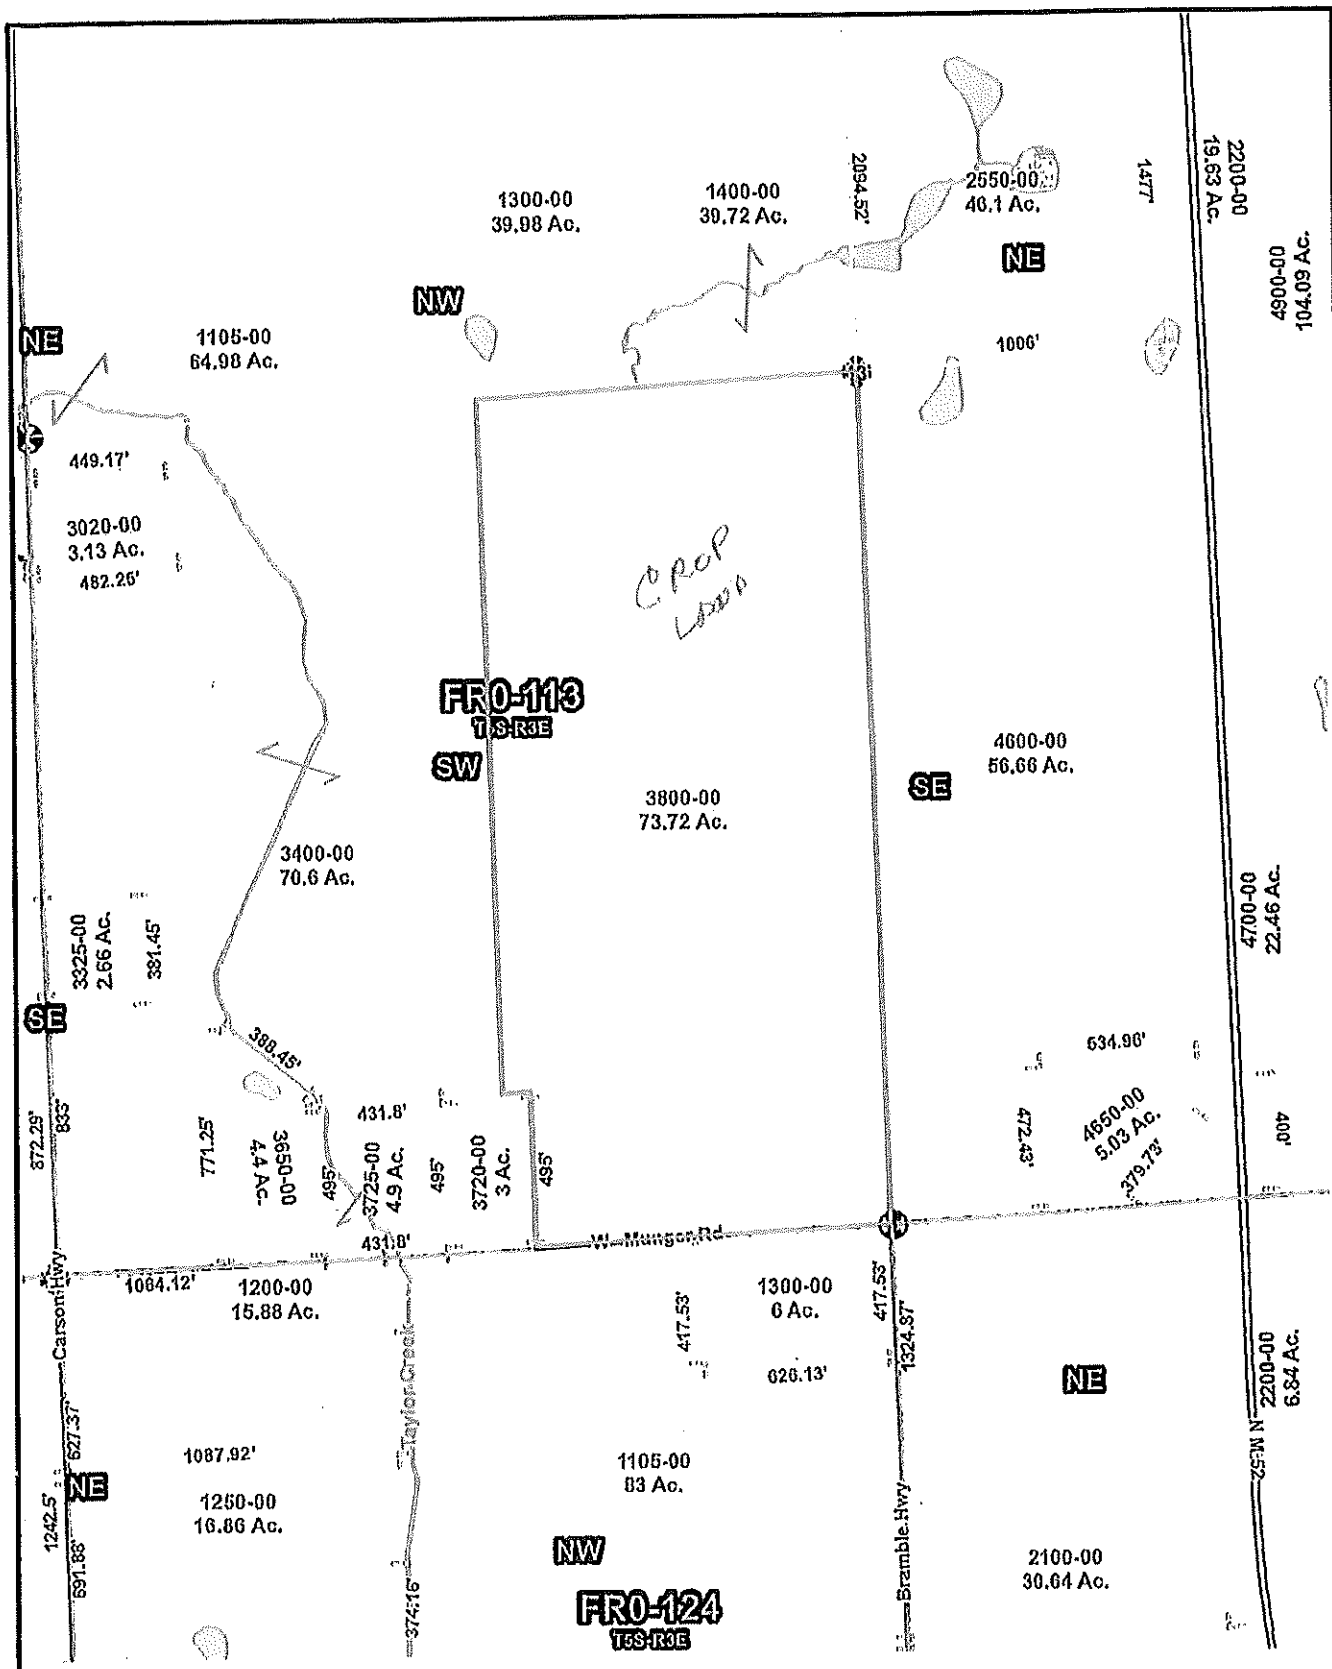 2200-00
19.63 Ac.
1477'
2094.52'
2550-00
46.1 Ac.
1400-00
39.72 Ac.
1300-00
39.98 Ac.
4900-00
104.09 Ac.
NE
NW
NE
1105-00
64.98 Ac.
1006'
449.17'
3020-00
3.13 Ac.
482.26'
CROP
LAND
FR0-113
T5S-R3E
SW
4600-00
56.66 Ac.
SE
3800-00
73.72 Ac.
3400-00
70.6 Ac.
3325-00
2.66 Ac.
381.45'
4700-00
22.46 Ac.
SE
388.45'
534.96'
872.29'
833'
771.25'
3650-00
4.4 Ac.
495'
431.8'
3725-00
4.9 Ac.
495'
3720-00
3 Ac.
495'
472.43'
4650-00
5.03 Ac.
379.73'
400'
431.8'
W Munger Rd
1064.12'
1200-00
15.88 Ac.
1300-00
6 Ac.
417.53'
417.53'
1324.87'
626.13'
Carson Hwy
Taylor Creek
NE
2200-00
6.84 Ac.
N M-52
627.37'
1087.92'
1105-00
83 Ac.
NE
1242.5'
1250-00
16.86 Ac.
691.88'
374.16'
NW
Bramble Hwy
2100-00
30.64 Ac.
FR0-124
T5S-R3E